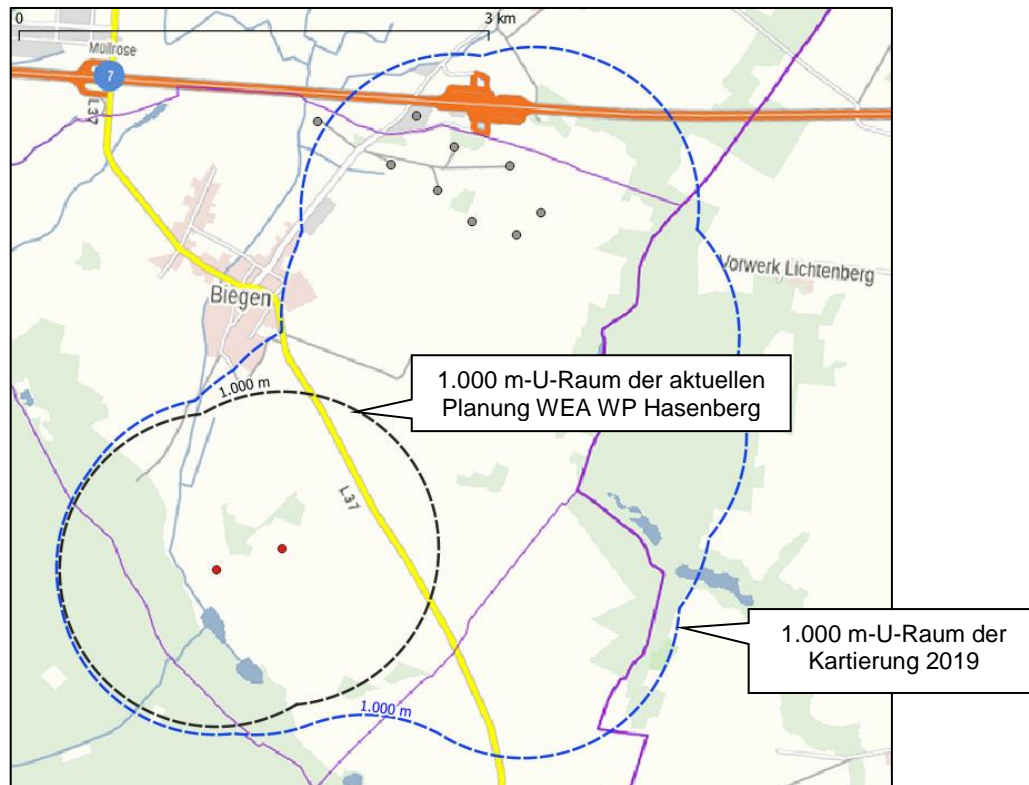 0
3 km
Müllrose
7
L37
Vorwerk Lichtenberg
Biegen
1.000 m-U-Raum der aktuellen
Planung WEA WP Hasenberg
1.000 m
L37
1.000 m-U-Raum der
Kartierung 2019
1.000 m